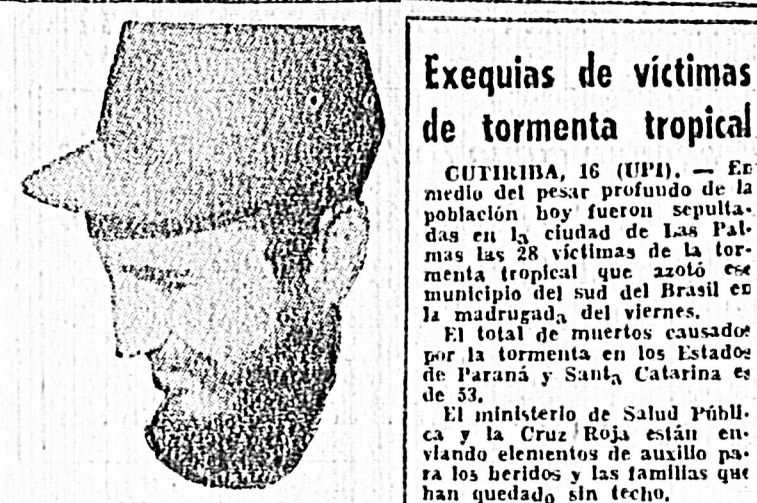 Exequias de víctimas
de tormenta tropical
CUTIRIBA, 16 (UPI). — En
medio del pesar profundo de la
población hoy fueron sepulta-
das en la ciudad de Las Pal-
mas las 28 víctimas de la tor-
menta tropical que azotó ese
municipio del sud del Brasil en
la madrugada del viernes.
El total de muertos causados
por la tormenta en los Estados
de Paraná y Santa Catarina es
de 53.
El ministerio de Salud Públi-
ca y la Cruz Roja están en-
viando elementos de auxilio pa-
ra los heridos y las familias que
han quedado sin techo.